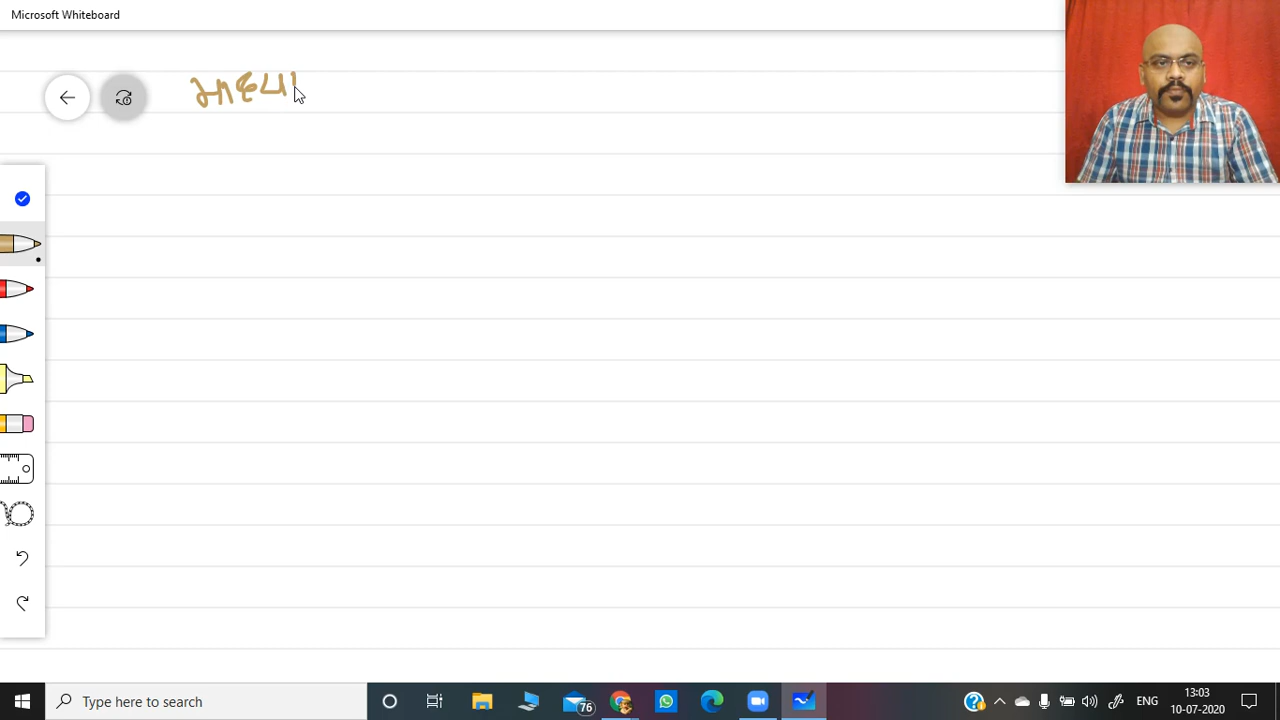 Microsoft Whiteboard
Type here to search
76
ENG
13:03
10-07-2020